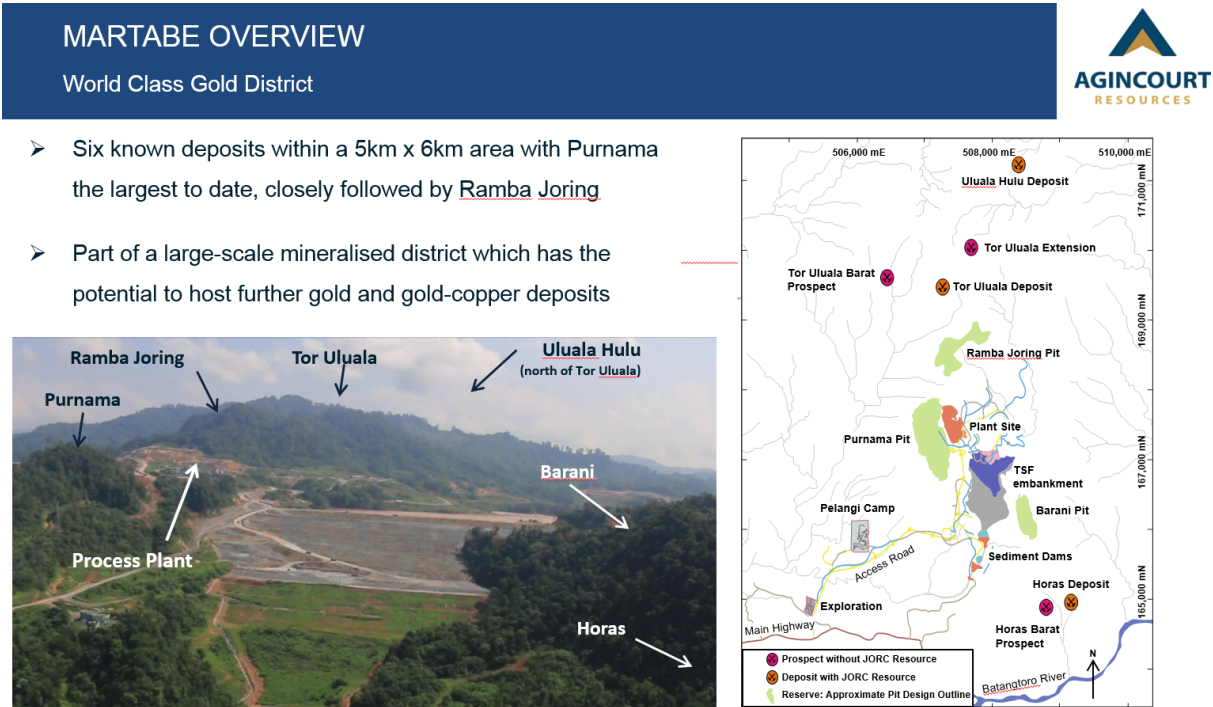 MARTABE OVERVIEW
World Class Gold District
AGINCOURT
RESOURCES
➢ Six known deposits within a 5km x 6km area with Purnama
the largest to date, closely followed by Ramba Joring
➢ Part of a large-scale mineralised district which has the
potential to host further gold and gold-copper deposits
Ramba Joring
Tor Uluala
Uluala Hulu
(north of Tor Uluala)
Purnama
Barani
Process Plant
Horas
506,000 mE
508,000 mE
510,000 mE
171,000 mN
169,000 mN
167,000 mN
165,000 mN
Uluala Hulu Deposit
Tor Uluala Extension
Tor Uluala Barat
Prospect
Tor Uluala Deposit
Ramba Joring Pit
Plant Site
Purnama Pit
TSF
embankment
Pelangi Camp
Barani Pit
Access Road
Sediment Dams
Horas Deposit
Exploration
Main Highway
Horas Barat
Prospect
N
Batangtoro River
Prospect without JORC Resource
Deposit with JORC Resource
Reserve: Approximate Pit Design Outline